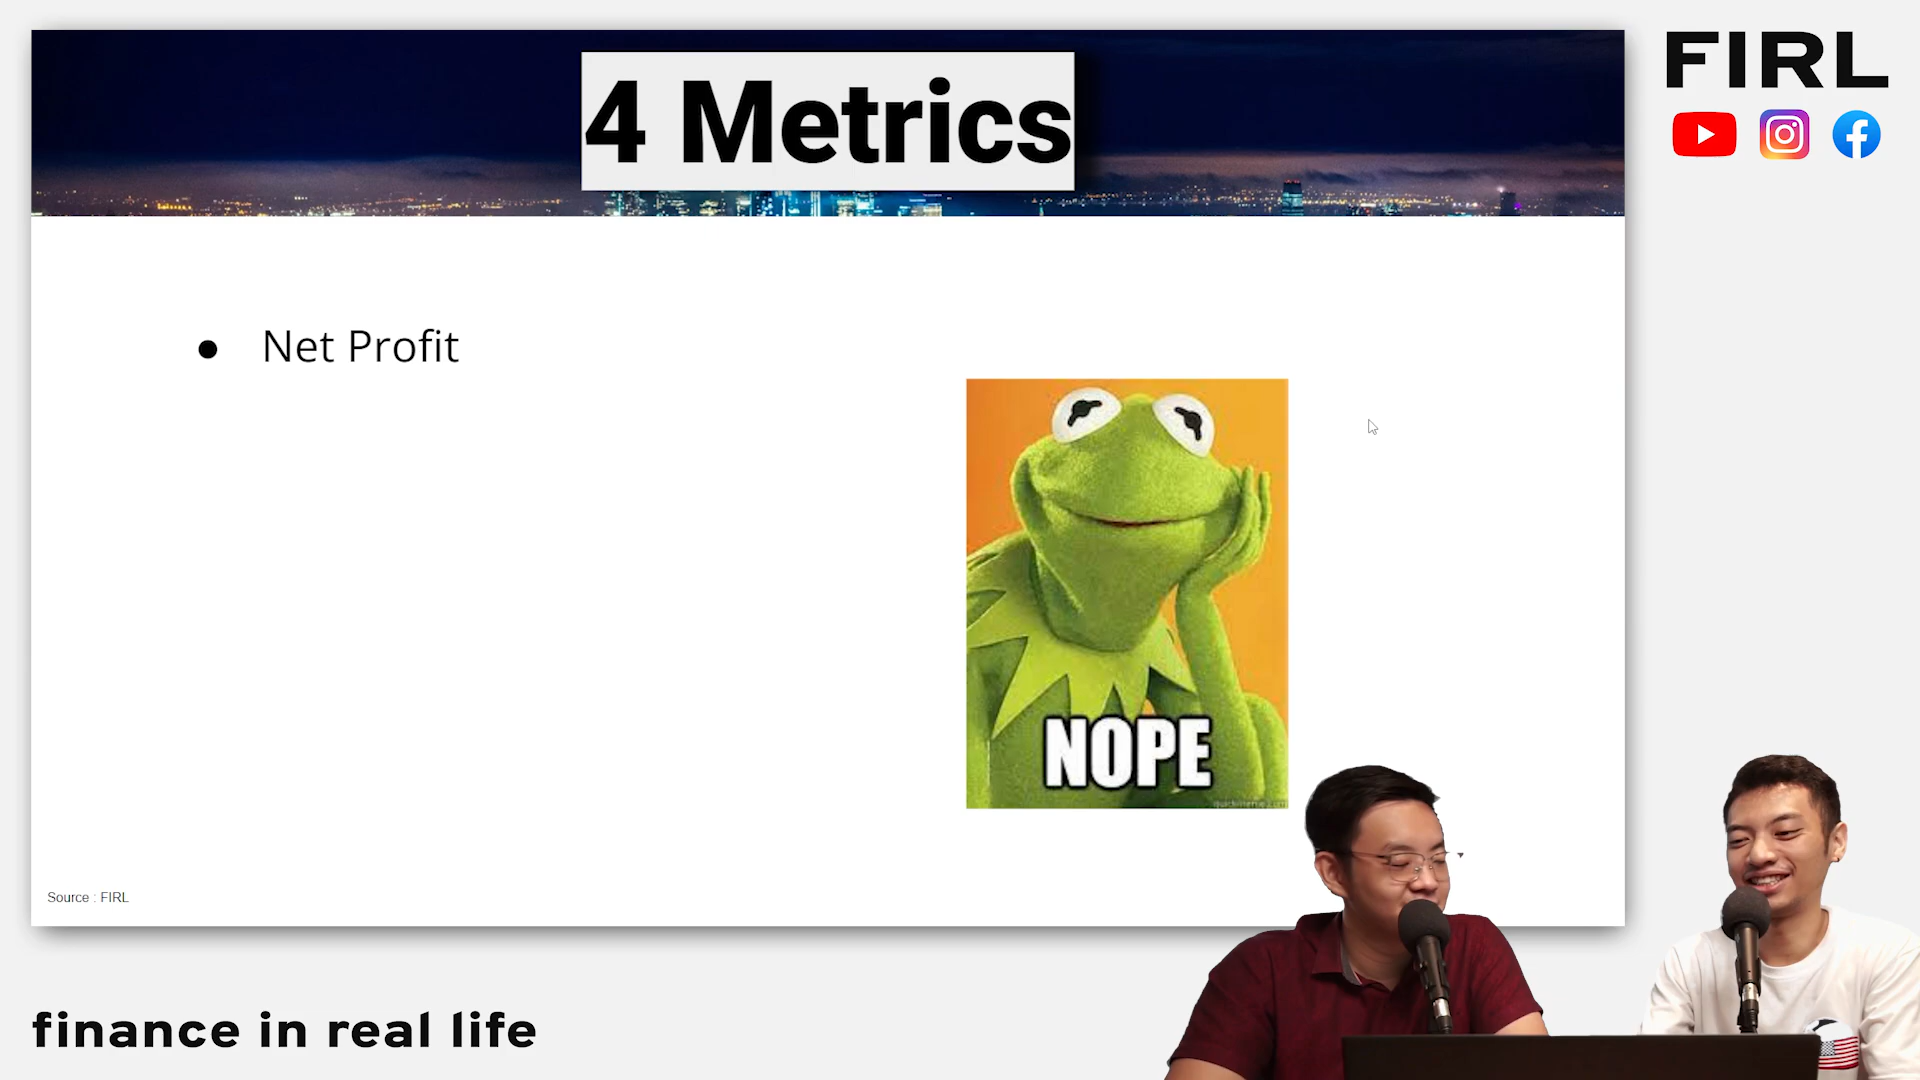 4 Metrics
FIRL
● Net Profit
NOPE
Source : FIRL
finance in real life